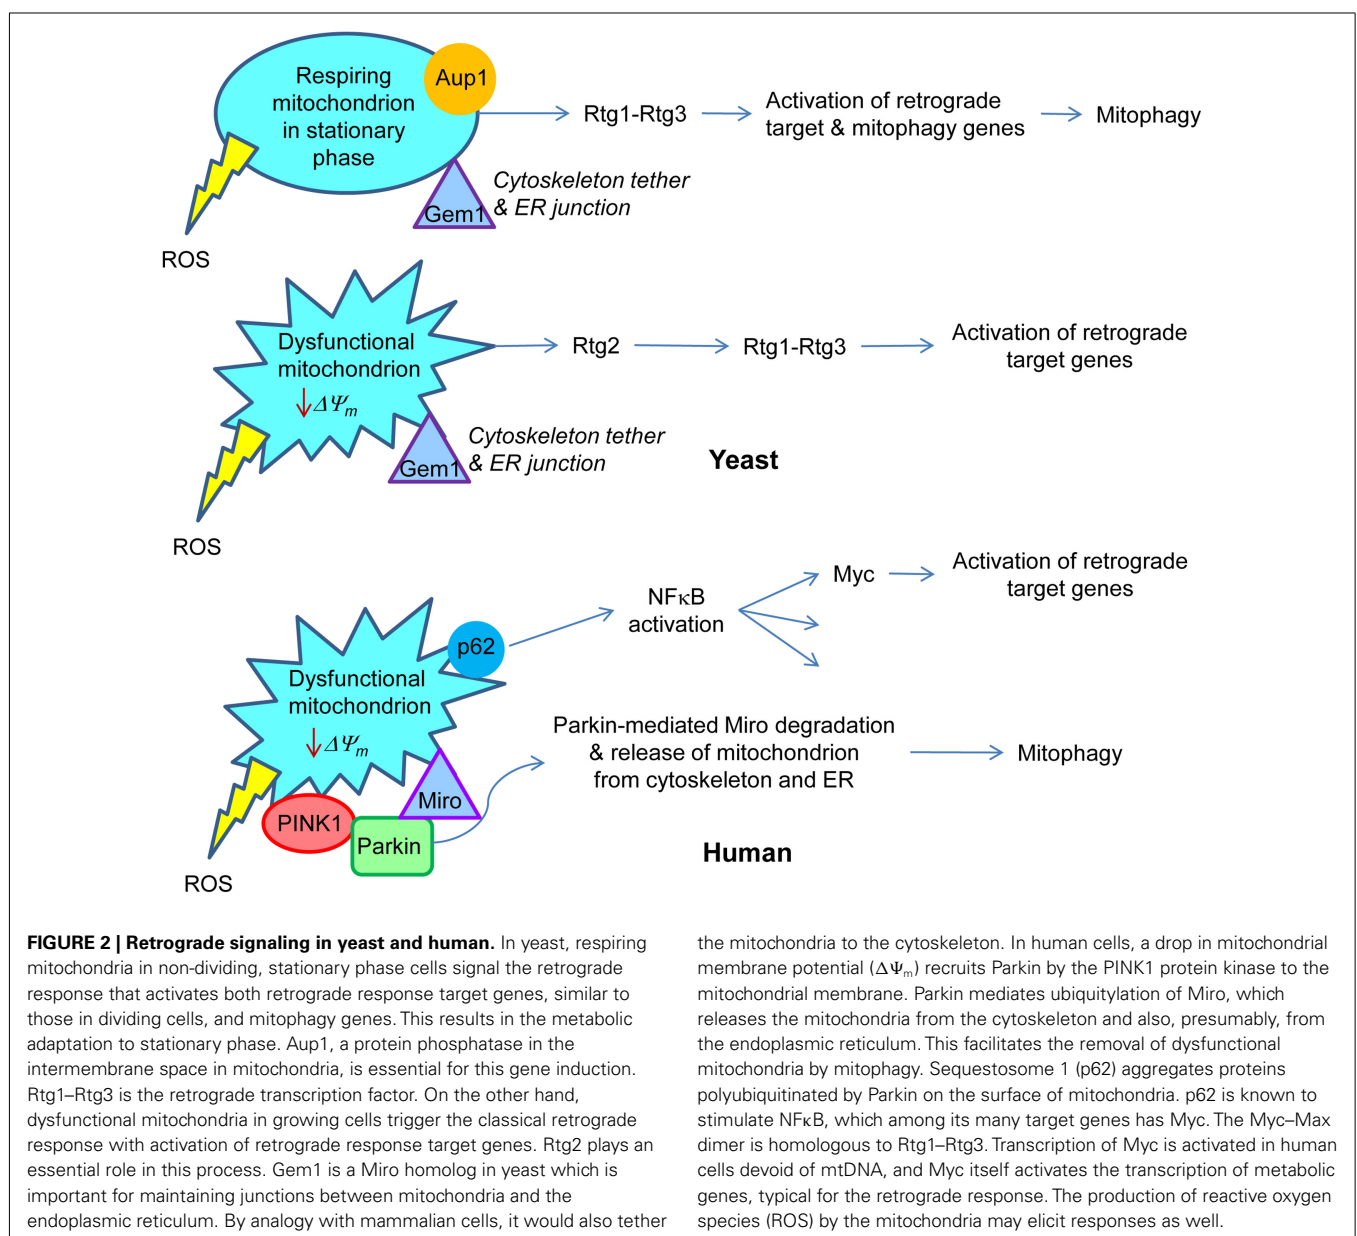 Respiring
mitochondrion
in stationary
phase
Aup1
Rtg1-Rtg3
Activation of retrograde
target & mitophagy genes
Mitophagy
Cytoskeleton tether
& ER junction
Gem1
ROS
Dysfunctional
mitochondrion
ΔΨm
Rtg2
Rtg1-Rtg3
Activation of retrograde
target genes
Cytoskeleton tether
& ER junction
Gem1
Yeast
ROS
NFκB
activation
Myc
Activation of retrograde
target genes
p62
Dysfunctional
mitochondrion
ΔΨm
Parkin-mediated Miro degradation
& release of mitochondrion
from cytoskeleton and ER
Mitophagy
Miro
PINK1
Parkin
Human
ROS
FIGURE 2 | Retrograde signaling in yeast and human. In yeast, respiring
mitochondria in non-dividing, stationary phase cells signal the retrograde
response that activates both retrograde response target genes, similar to
those in dividing cells, and mitophagy genes. This results in the metabolic
adaptation to stationary phase. Aup1, a protein phosphatase in the
intermembrane space in mitochondria, is essential for this gene induction.
Rtg1–Rtg3 is the retrograde transcription factor. On the other hand,
dysfunctional mitochondria in growing cells trigger the classical retrograde
response with activation of retrograde response target genes. Rtg2 plays an
essential role in this process. Gem1 is a Miro homolog in yeast which is
important for maintaining junctions between mitochondria and the
endoplasmic reticulum. By analogy with mammalian cells, it would also tether
the mitochondria to the cytoskeleton. In human cells, a drop in mitochondrial
membrane potential (ΔΨm) recruits Parkin by the PINK1 protein kinase to the
mitochondrial membrane. Parkin mediates ubiquitylation of Miro, which
releases the mitochondria from the cytoskeleton and also, presumably, from
the endoplasmic reticulum. This facilitates the removal of dysfunctional
mitochondria by mitophagy. Sequestosome 1 (p62) aggregates proteins
polyubiquitinated by Parkin on the surface of mitochondria. p62 is known to
stimulate NFκB, which among its many target genes has Myc. The Myc–Max
dimer is homologous to Rtg1–Rtg3. Transcription of Myc is activated in human
cells devoid of mtDNA, and Myc itself activates the transcription of metabolic
genes, typical for the retrograde response. The production of reactive oxygen
species (ROS) by the mitochondria may elicit responses as well.